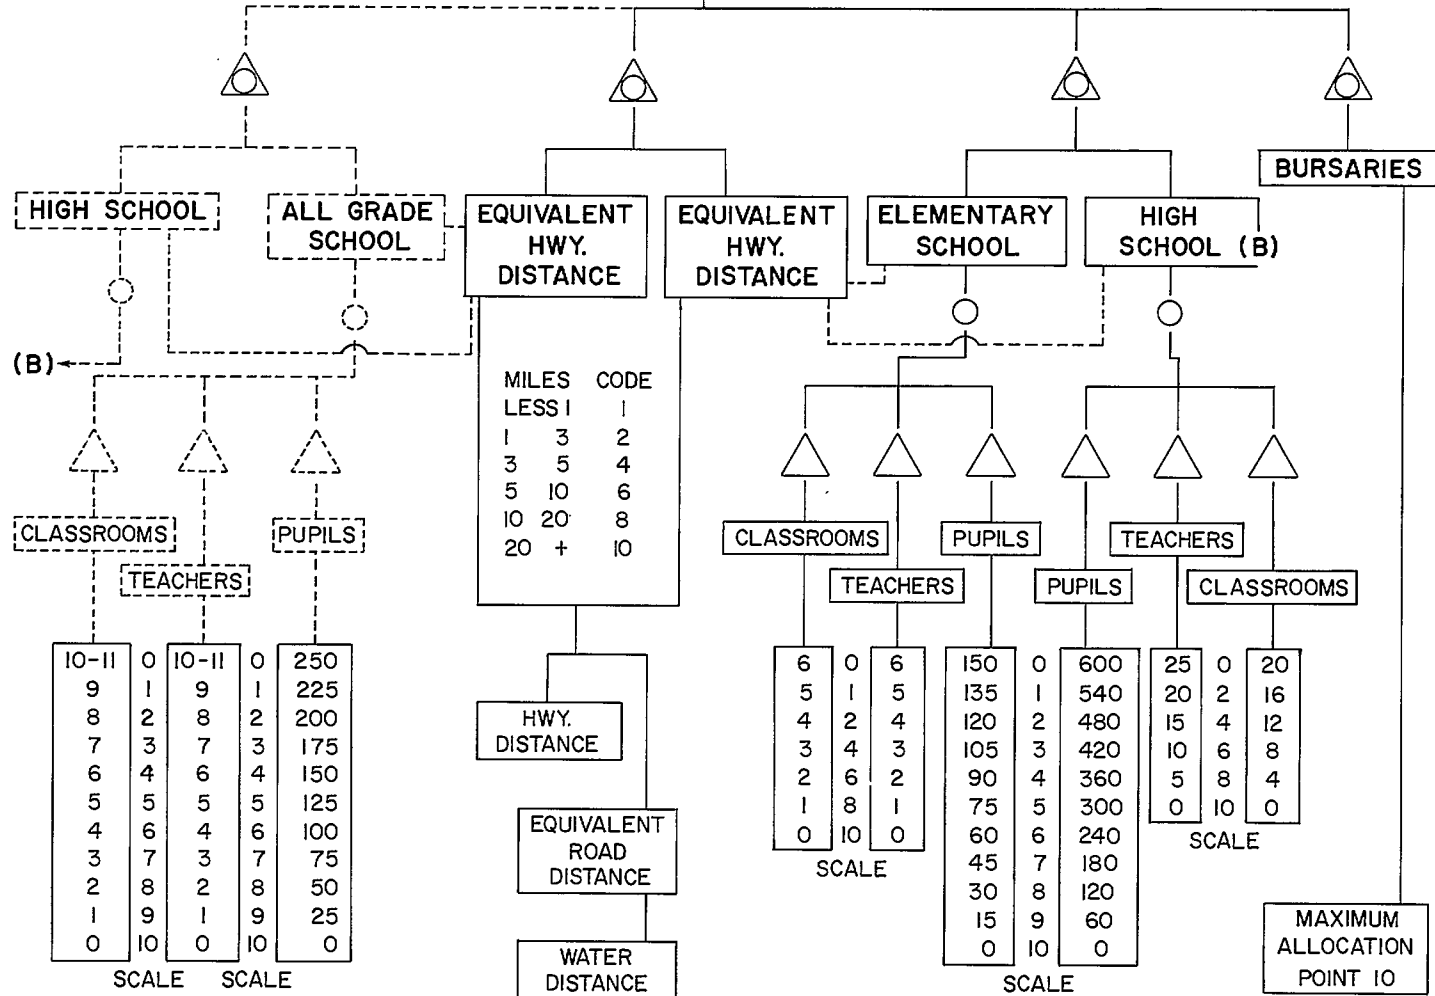 BURSARIES
HIGH SCHOOL
ALL GRADE
SCHOOL
EQUIVALENT
HWY.
DISTANCE
EQUIVALENT
HWY.
DISTANCE
ELEMENTARY
SCHOOL
HIGH
SCHOOL (B)
(B)
MILES CODE
LESS 1 1
1 3 2
3 5 4
5 10 6
10 20 8
20 + 10
CLASSROOMS
TEACHERS
PUPILS
CLASSROOMS
TEACHERS
PUPILS
PUPILS
TEACHERS
CLASSROOMS
10-11 0 10-11 0 250
9 1 9 1 225
8 2 8 2 200
7 3 7 3 175
6 4 6 4 150
5 5 5 5 125
4 6 4 6 100
3 7 3 7 75
2 8 2 8 50
1 9 1 9 25
0 10 0 10 0
SCALE SCALE
HWY.
DISTANCE
EQUIVALENT
ROAD
DISTANCE
WATER
DISTANCE
6 0 6
5 1 5
4 2 4
3 4 3
2 6 2
1 8 1
0 10 0
SCALE
150 0 600
135 1 540
120 2 480
105 3 420
90 4 360
75 5 300
60 6 240
45 7 180
30 8 120
15 9 60
0 10 0
SCALE
25 0 20
20 2 16
15 4 12
10 6 8
5 8 4
0 10 0
SCALE
MAXIMUM
ALLOCATION
POINT 10